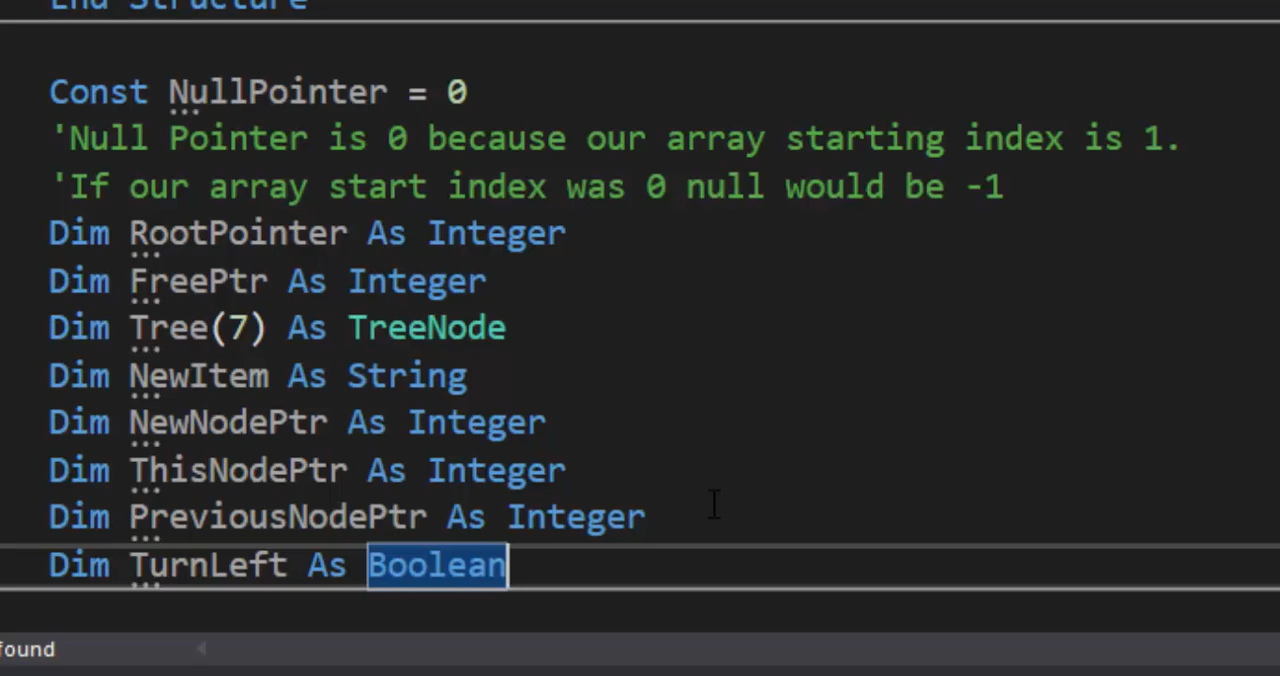 End Structure
Const NullPointer = 0
'Null Pointer is 0 because our array starting index is 1.
'If our array start index was 0 null would be -1
Dim RootPointer As Integer
Dim FreePtr As Integer
Dim Tree(7) As TreeNode
Dim NewItem As String
Dim NewNodePtr As Integer
Dim ThisNodePtr As Integer
Dim PreviousNodePtr As Integer
Dim TurnLeft As Boolean
found